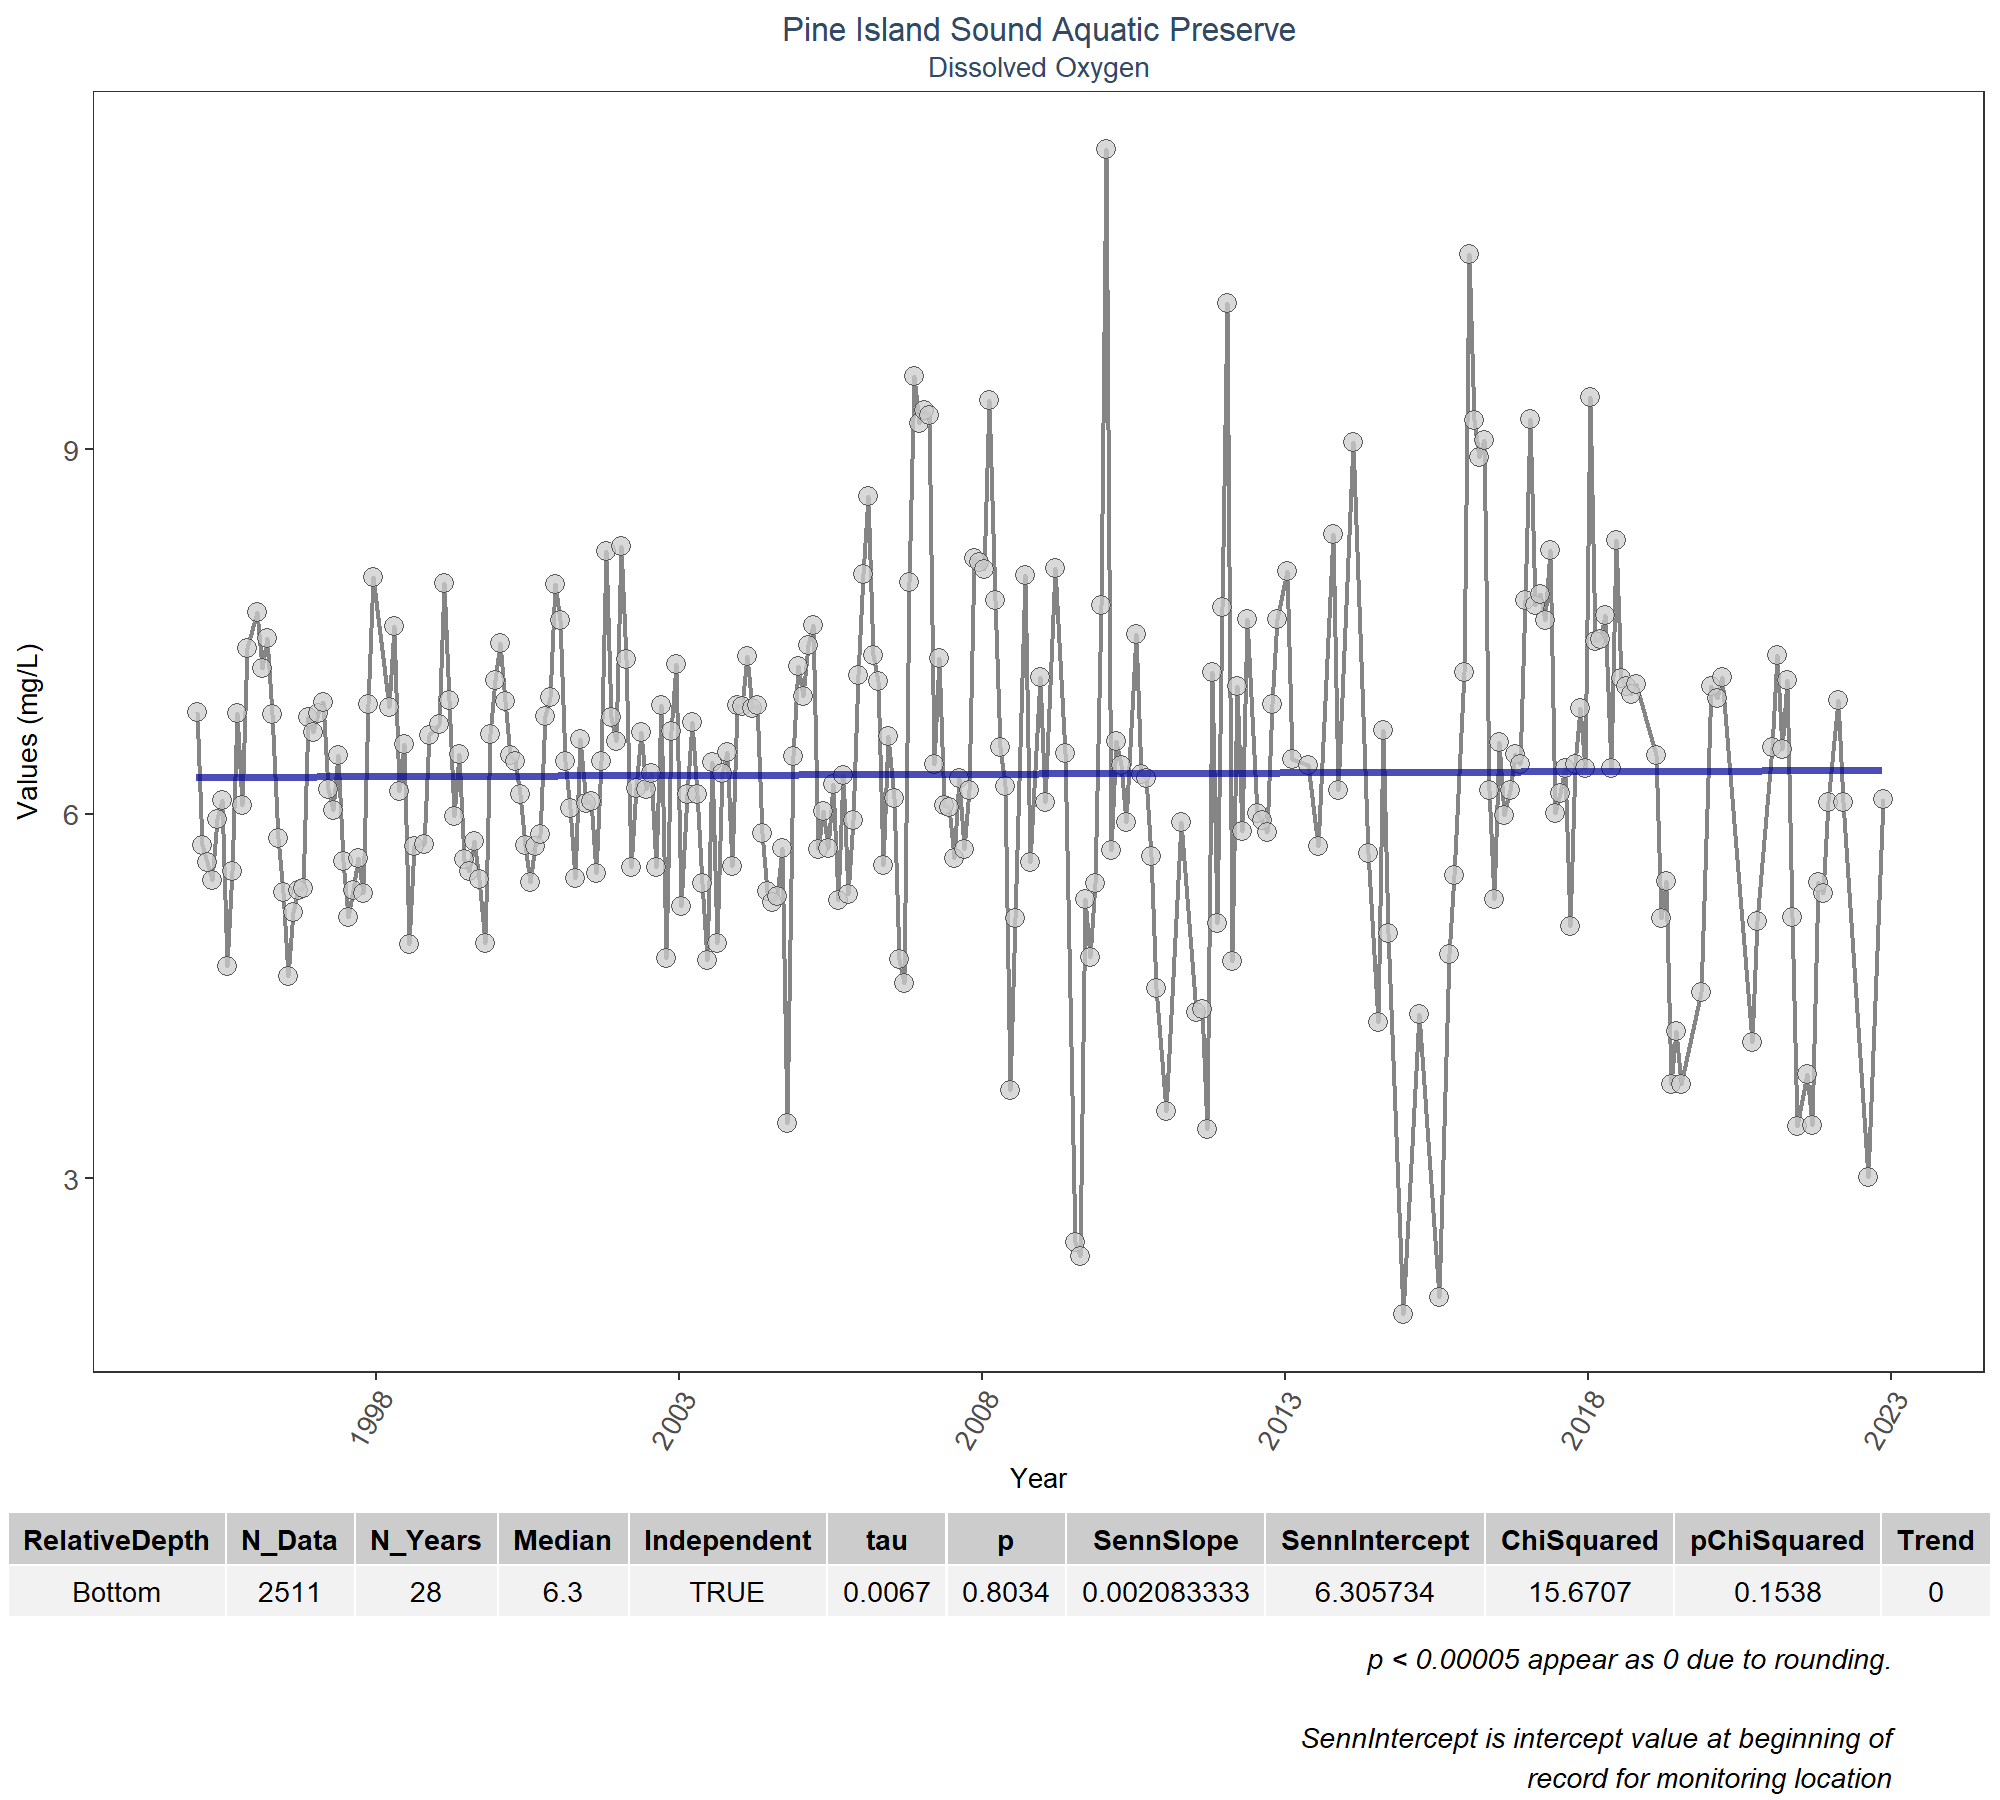 Pine Island Sound Aquatic Preserve
Dissolved Oxygen
Values (mg/L)
9
6
3
1998 2003 2008 2013 2018 2023
Year
RelativeDepth N_Data N_Years Median Independent tau p SennSlope SennIntercept ChiSquared pChiSquared Trend
Bottom 2511 28 6.3 TRUE 0.0067 0.8034 0.002083333 6.305734 15.6707 0.1538 0
p < 0.00005 appear as 0 due to rounding.
SennIntercept is intercept value at beginning of
record for monitoring location